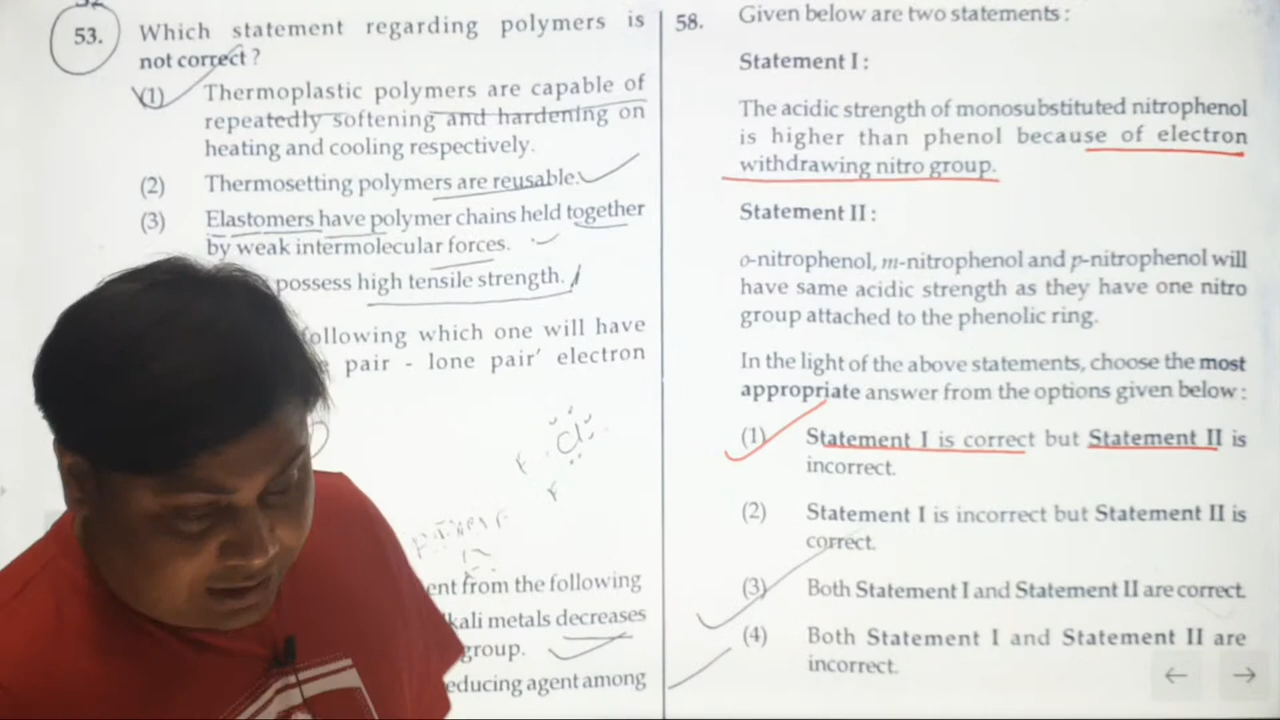 53. Which statement regarding polymers is
not correct ?
(1) Thermoplastic polymers are capable of
repeatedly softening and hardening on
heating and cooling respectively.
(2) Thermosetting polymers are reusable.
(3) Elastomers have polymer chains held together
by weak intermolecular forces.
possess high tensile strength.
ollowing which one will have
pair - lone pair' electron
Cl
ent from the following
kali metals decreases
group.
educing agent among
58. Given below are two statements :
Statement I :
The acidic strength of monosubstituted nitrophenol
is higher than phenol because of electron
withdrawing nitro group.
Statement II :
o-nitrophenol, m-nitrophenol and p-nitrophenol will
have same acidic strength as they have one nitro
group attached to the phenolic ring.
In the light of the above statements, choose the most
appropriate answer from the options given below :
(1) Statement I is correct but Statement II is
incorrect.
(2) Statement I is incorrect but Statement II is
correct.
(3) Both Statement I and Statement II are correct.
(4) Both Statement I and Statement II are
incorrect.